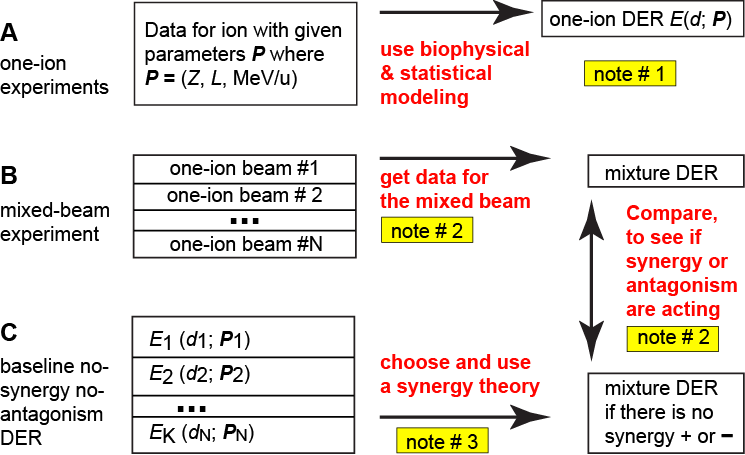 A
one-ion
experiments
Data for ion with given
parameters P where
P = (Z, L, MeV/u)
use biophysical
& statistical
modeling
one-ion DER E(d; P)
note # 1
B
mixed-beam
experiment
one-ion beam #1
one-ion beam # 2
...
one-ion beam #N
get data for
the mixed beam
note # 2
mixture DER
Compare,
to see if
synergy or
antagonism
are acting
note # 2
C
baseline no-
synergy no-
antagonism
DER
E1 (d1; P1)
E2 (d2; P2)
...
EK (dN; PN)
choose and use
a synergy theory
note # 3
mixture DER
if there is no
synergy + or −